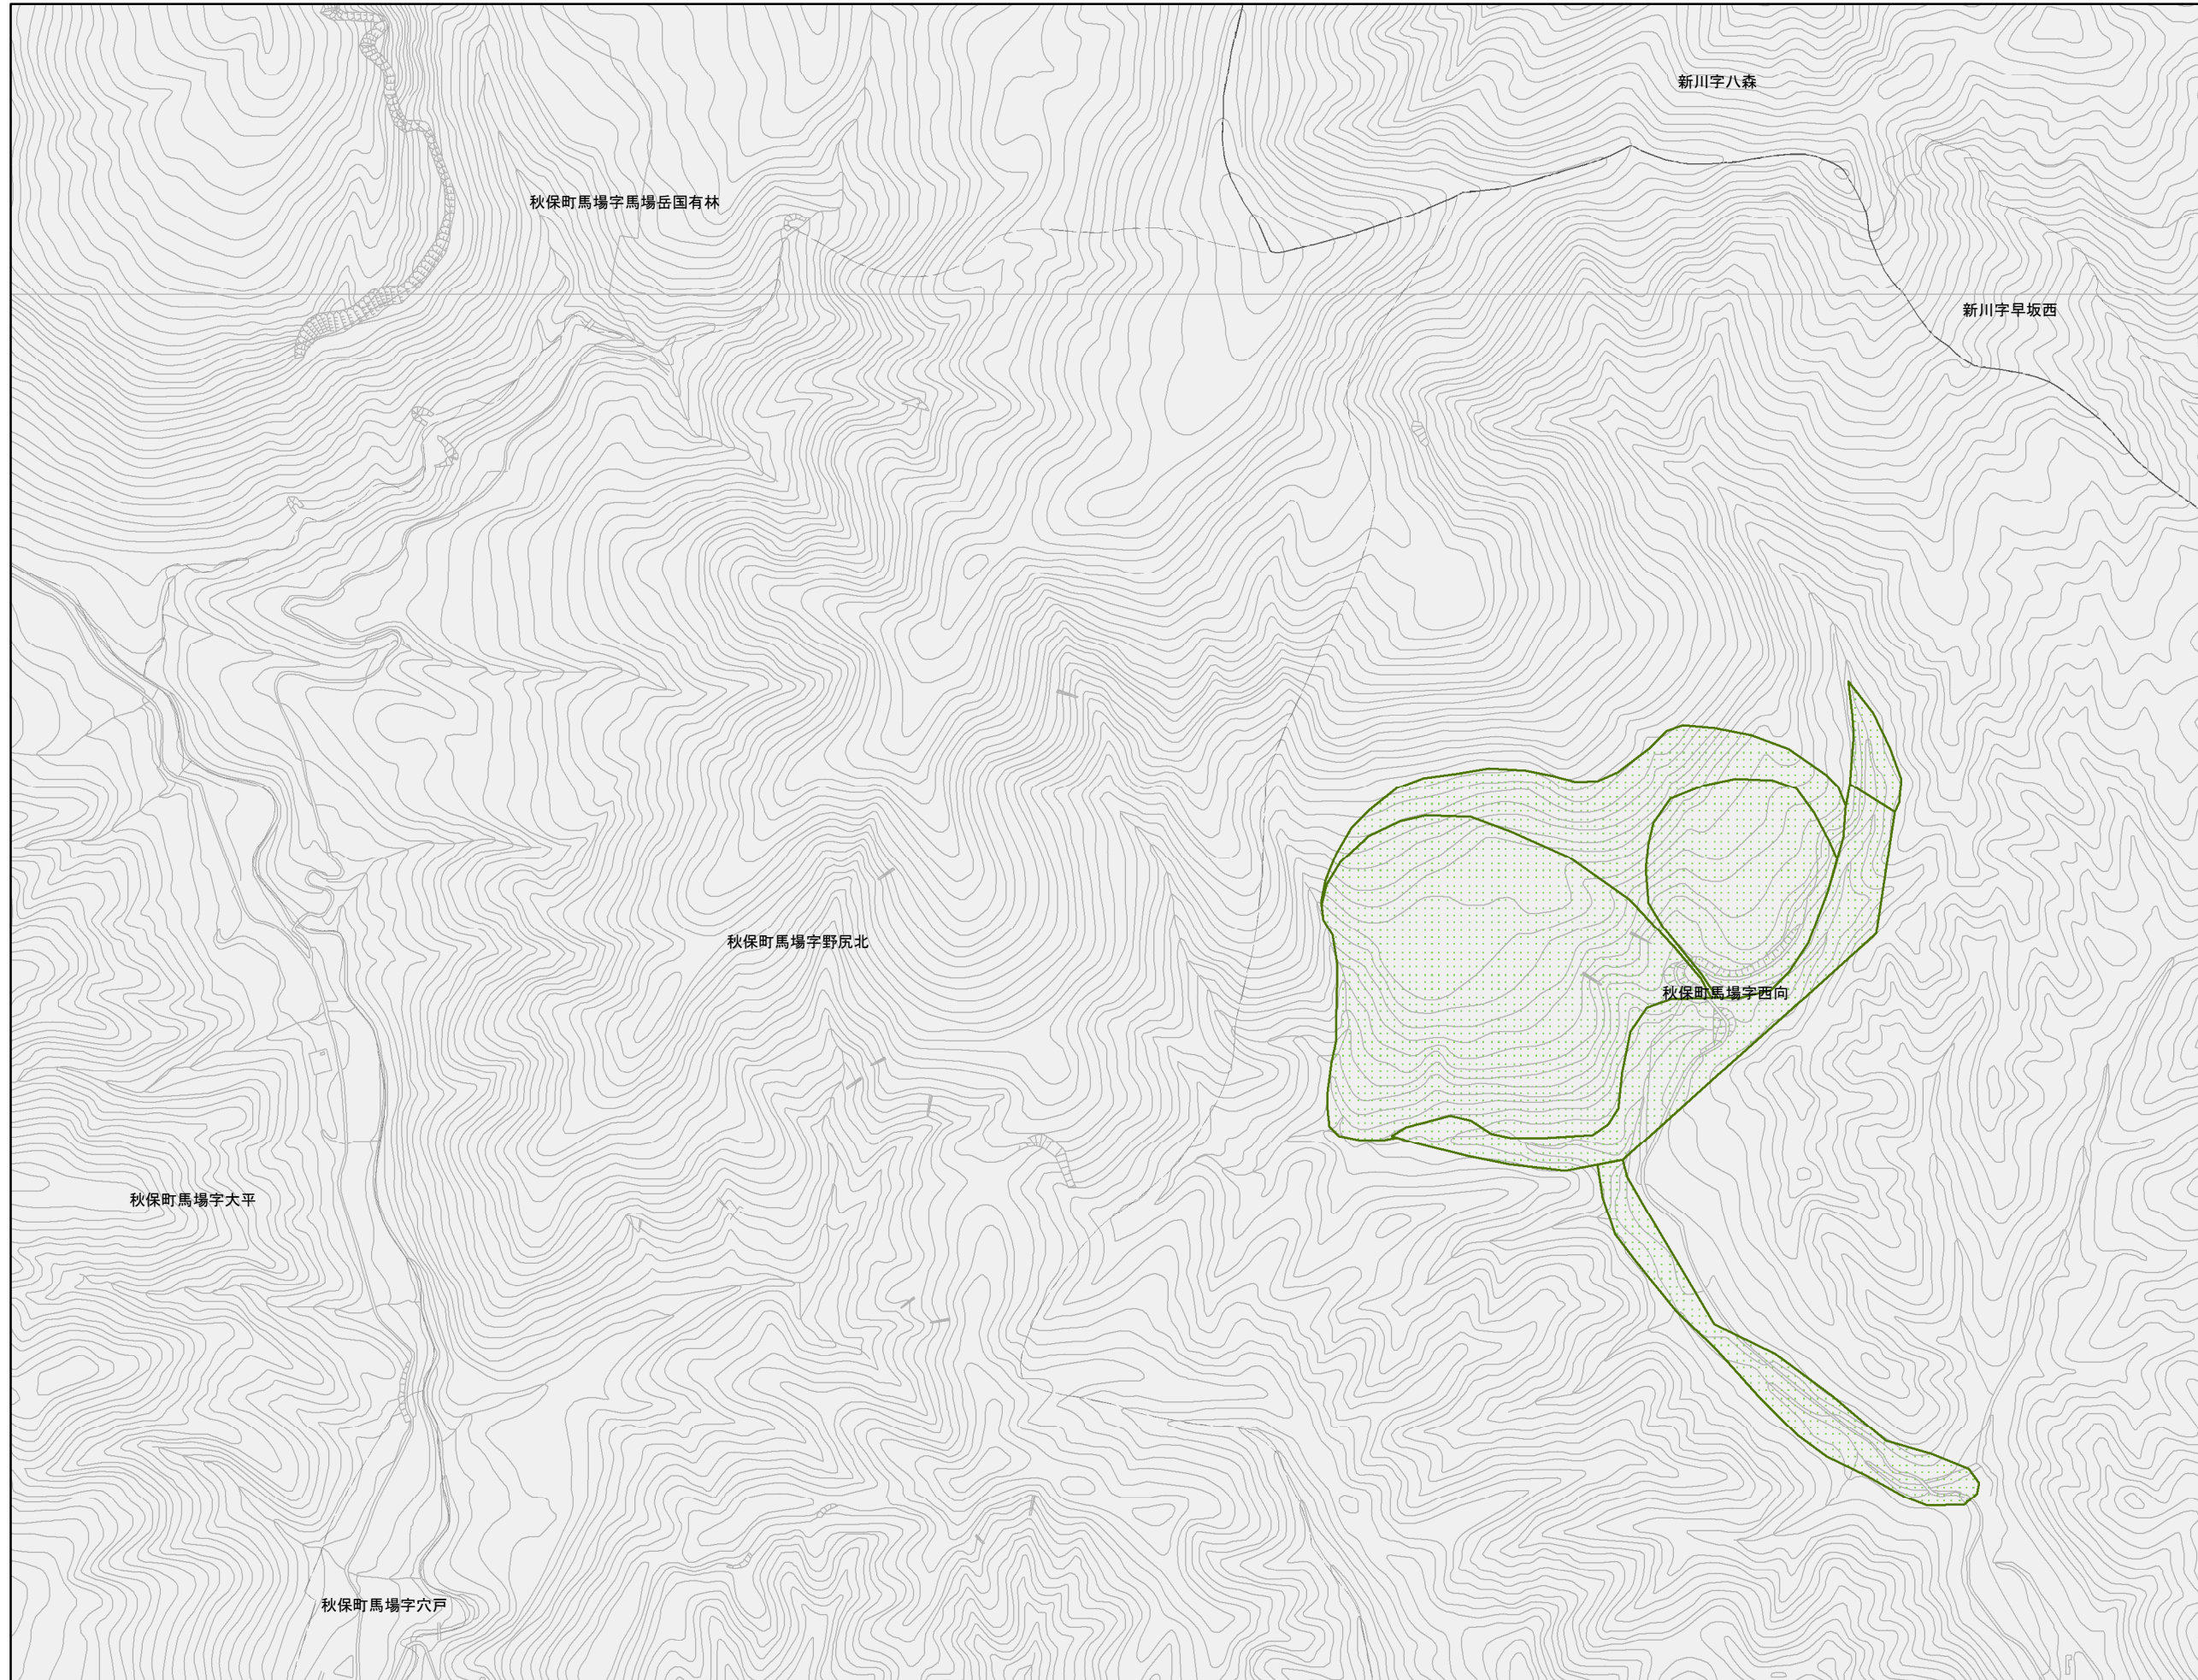 新川字八森
秋保町馬場字馬場岳国有林
新川字早坂西
秋保町馬場字野尻北
秋保町馬場字西向
秋保町馬場字大平
秋保町馬場字穴戸